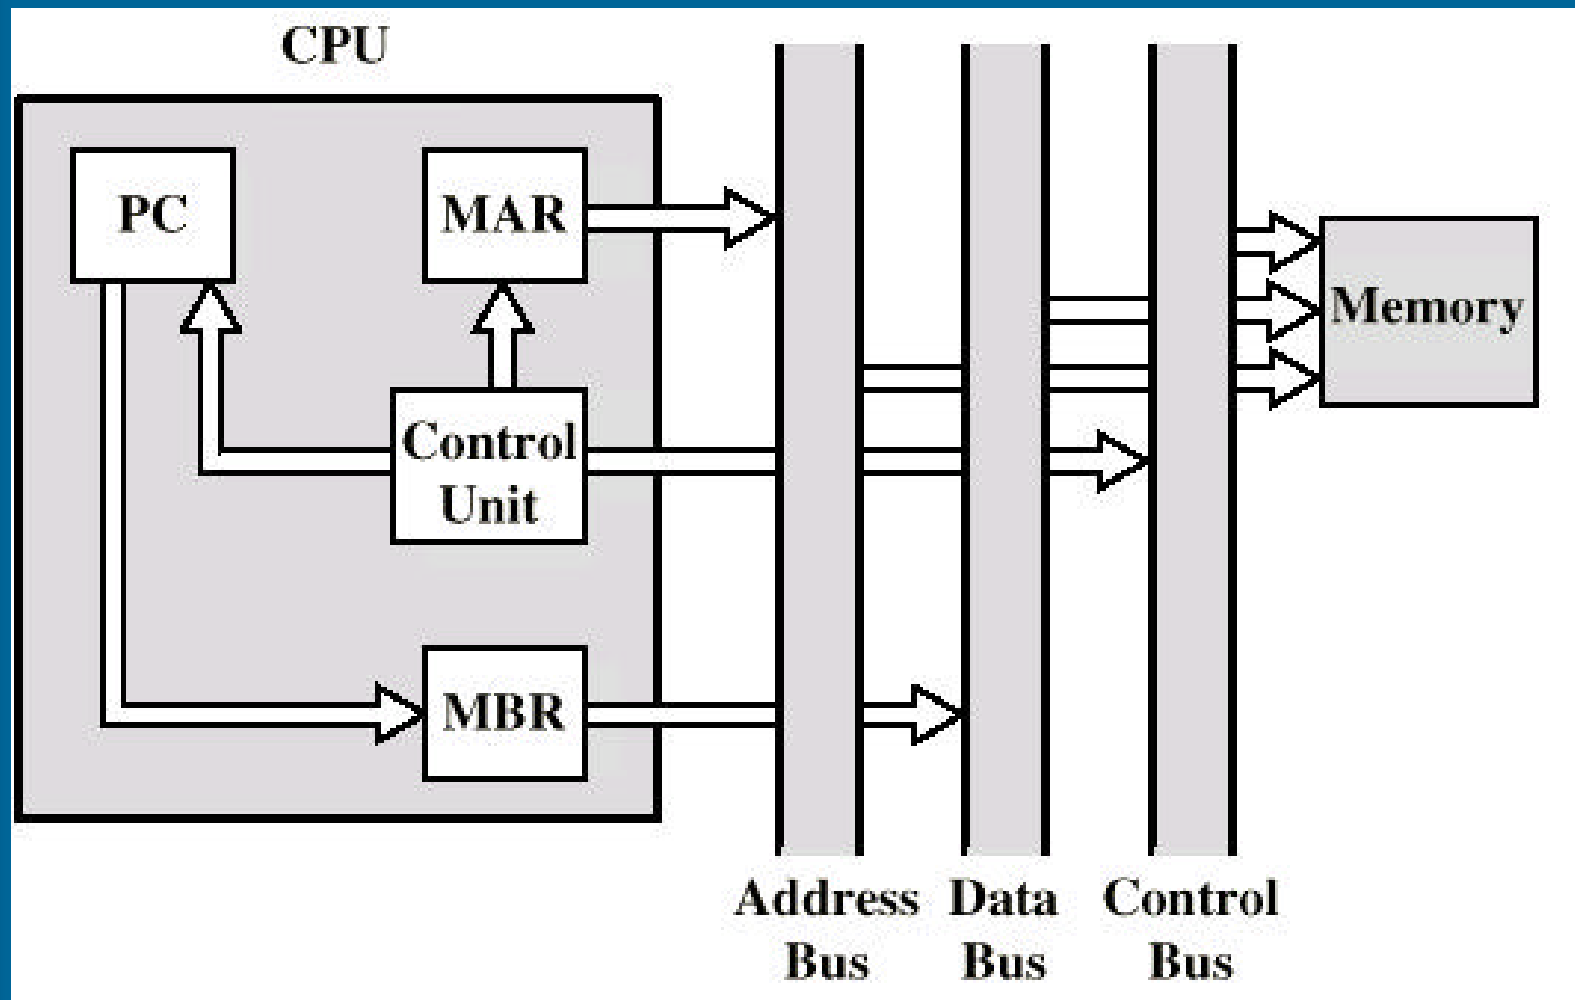 CPU
PC
MAR
Memory
Control
Unit
MBR
Address
Bus
Data
Bus
Control
Bus